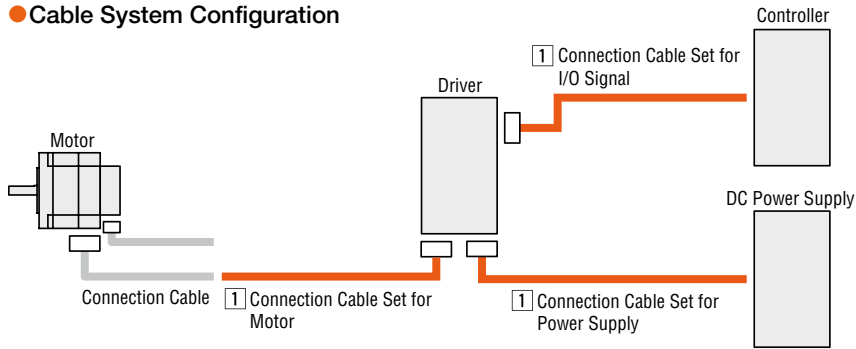 ●Cable System Configuration
Controller
1 Connection Cable Set for
I/O Signal
Driver
Motor
DC Power Supply
Connection Cable
1 Connection Cable Set for
Motor
1 Connection Cable Set for
Power Supply